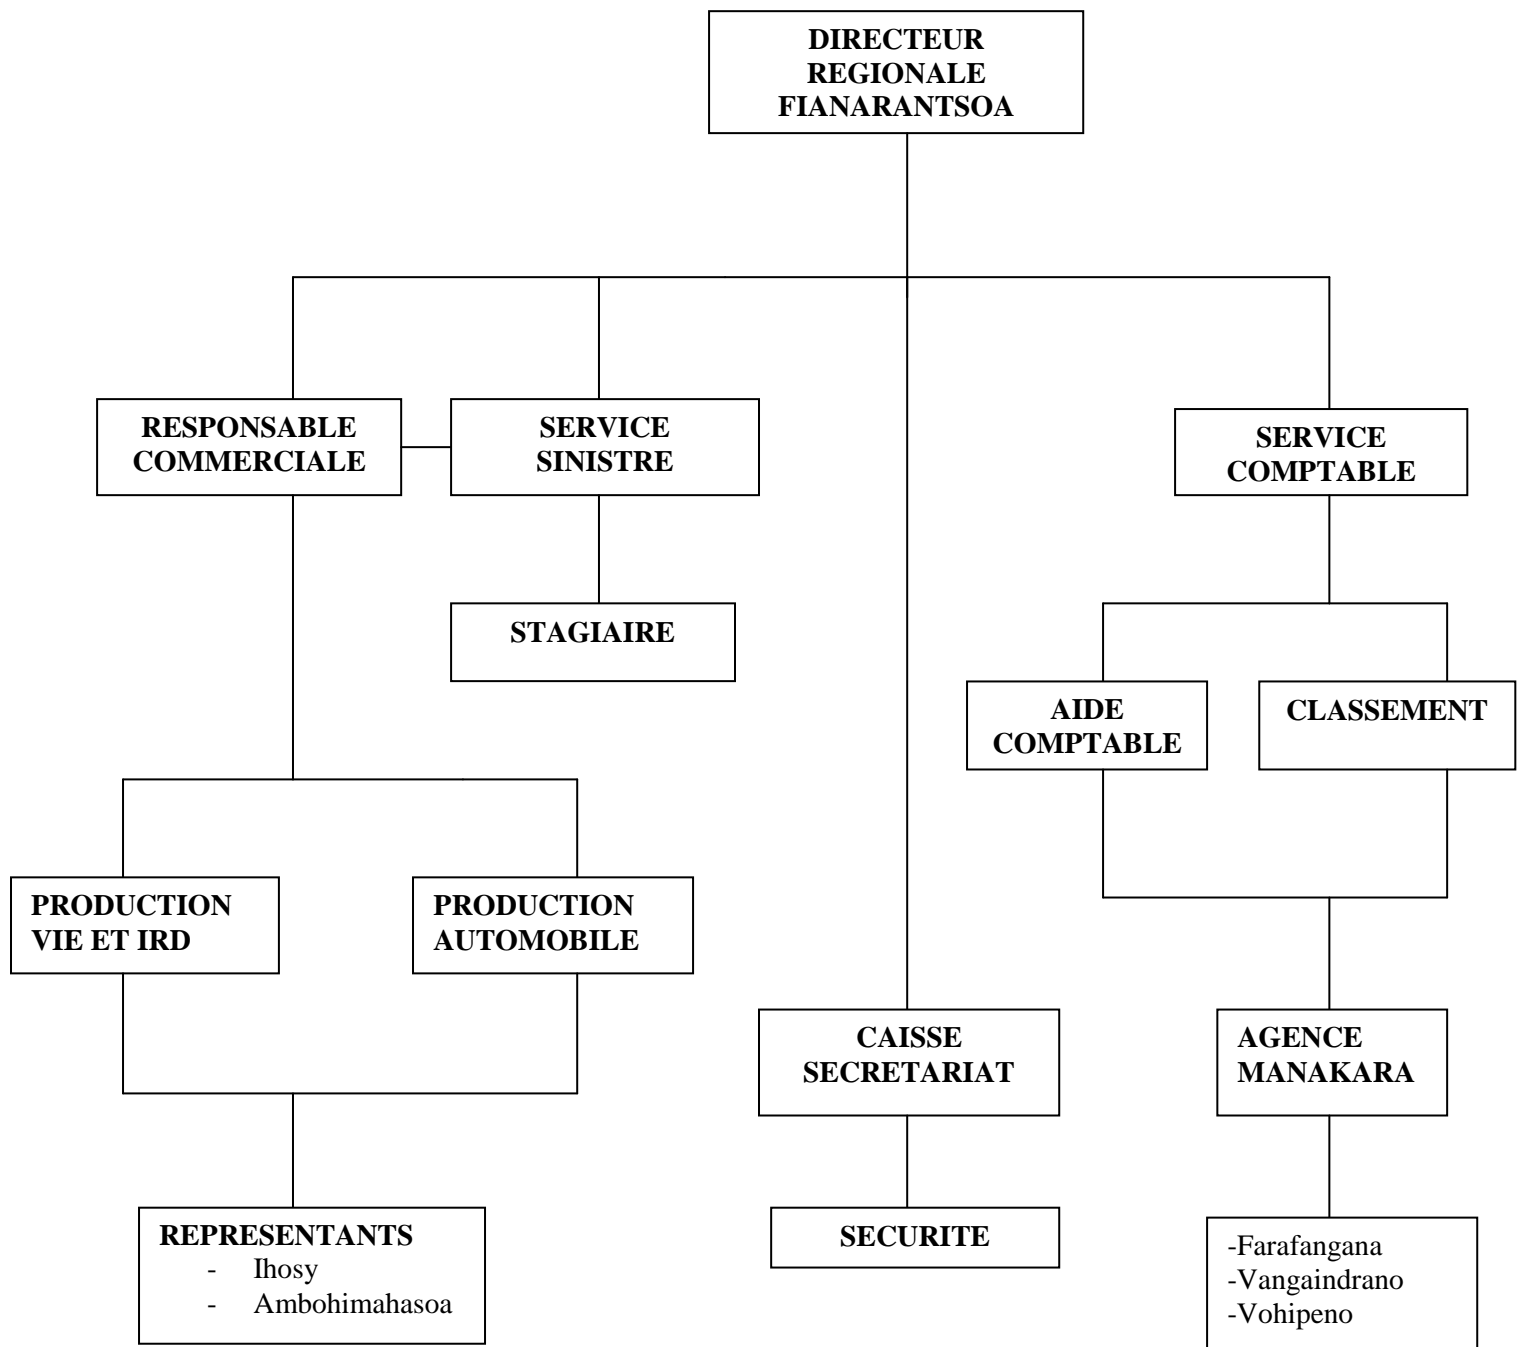 DIRECTEUR
REGIONALE
FIANARANTSOA
RESPONSABLE
COMMERCIALE
SERVICE
SINISTRE
SERVICE
COMPTABLE
STAGIAIRE
AIDE
COMPTABLE
CLASSEMENT
PRODUCTION
VIE ET IRD
PRODUCTION
AUTOMOBILE
CAISSE
SECRETARIAT
AGENCE
MANAKARA
REPRESENTANTS
- Ihosy
- Ambohimahasoa
SECURITE
-Farafangana
-Vangaindrano
-Vohipeno